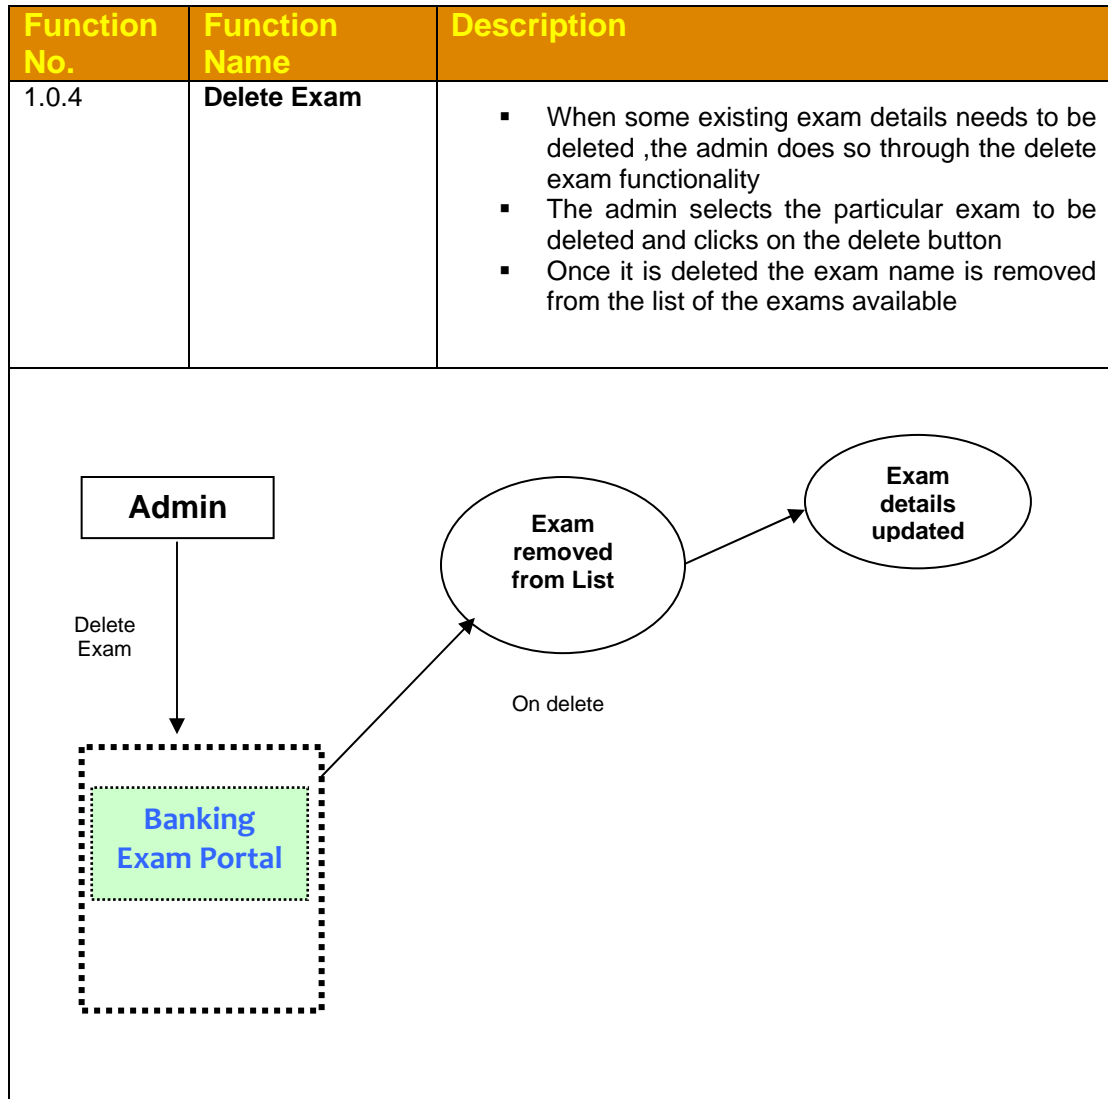 Function No.
Function Name
Description
1.0.4
Delete Exam
▪ When some existing exam details needs to be
deleted ,the admin does so through the delete
exam functionality
▪ The admin selects the particular exam to be
deleted and clicks on the delete button
▪ Once it is deleted the exam name is removed
from the list of the exams available
Admin
Exam
removed
from List
Exam
details
updated
Delete
Exam
On delete
Banking
Exam Portal